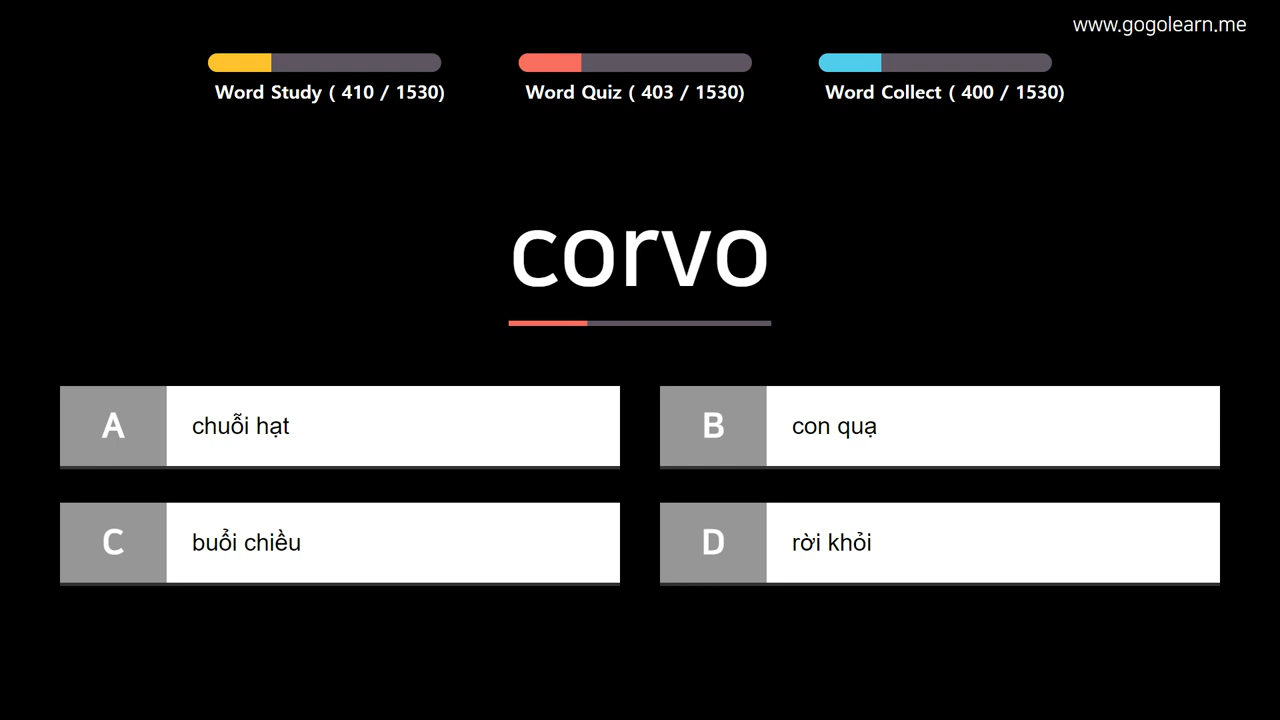 www.gogolearn.me
Word Study ( 410 / 1530)
Word Quiz ( 403 / 1530)
Word Collect ( 400 / 1530)
corvo
A chuỗi hạt
B con quạ
C buổi chiều
D rời khỏi